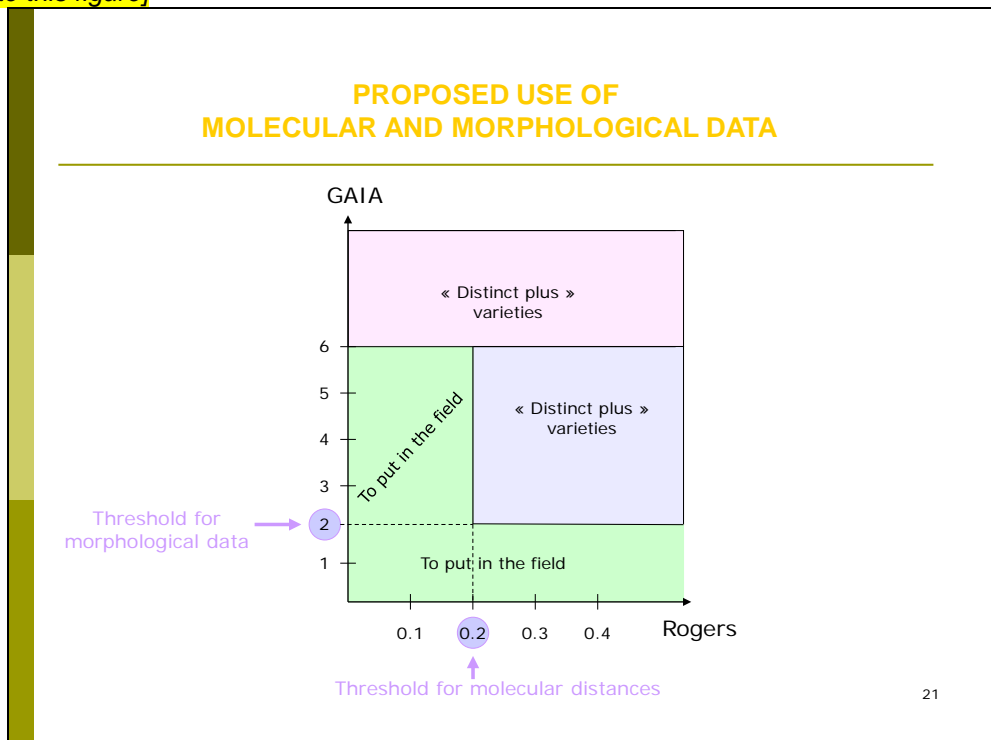 this figure]
PROPOSED USE OF
MOLECULAR AND MORPHOLOGICAL DATA
GAIA
« Distinct plus »
varieties
6
5
« Distinct plus »
varieties
4
To put in the field
3
Threshold for
morphological data
2
1
To put in the field
0.1
0.2
0.3
0.4
Rogers
Threshold for molecular distances
21